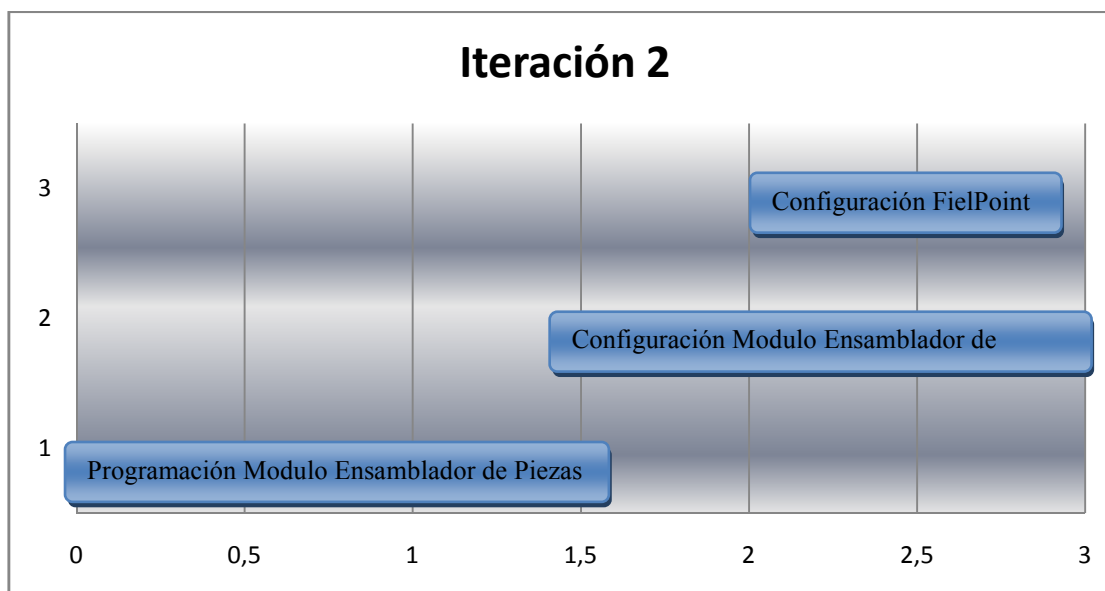 Iteración 2
3
Configuración FielPoint
2
Configuración Modulo Ensamblador de
1
Programación Modulo Ensamblador de Piezas
0 0,5 1 1,5 2 2,5 3